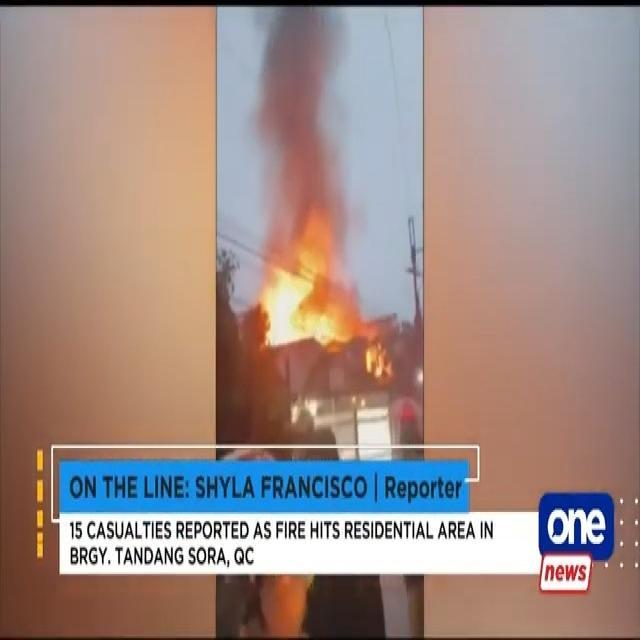 ON THE LINE: SHYLA FRANCISCO | Reporter
15 CASUALTIES REPORTED AS FIRE HITS RESIDENTIAL AREA IN
BRGY. TANDANG SORA, QC
one
news